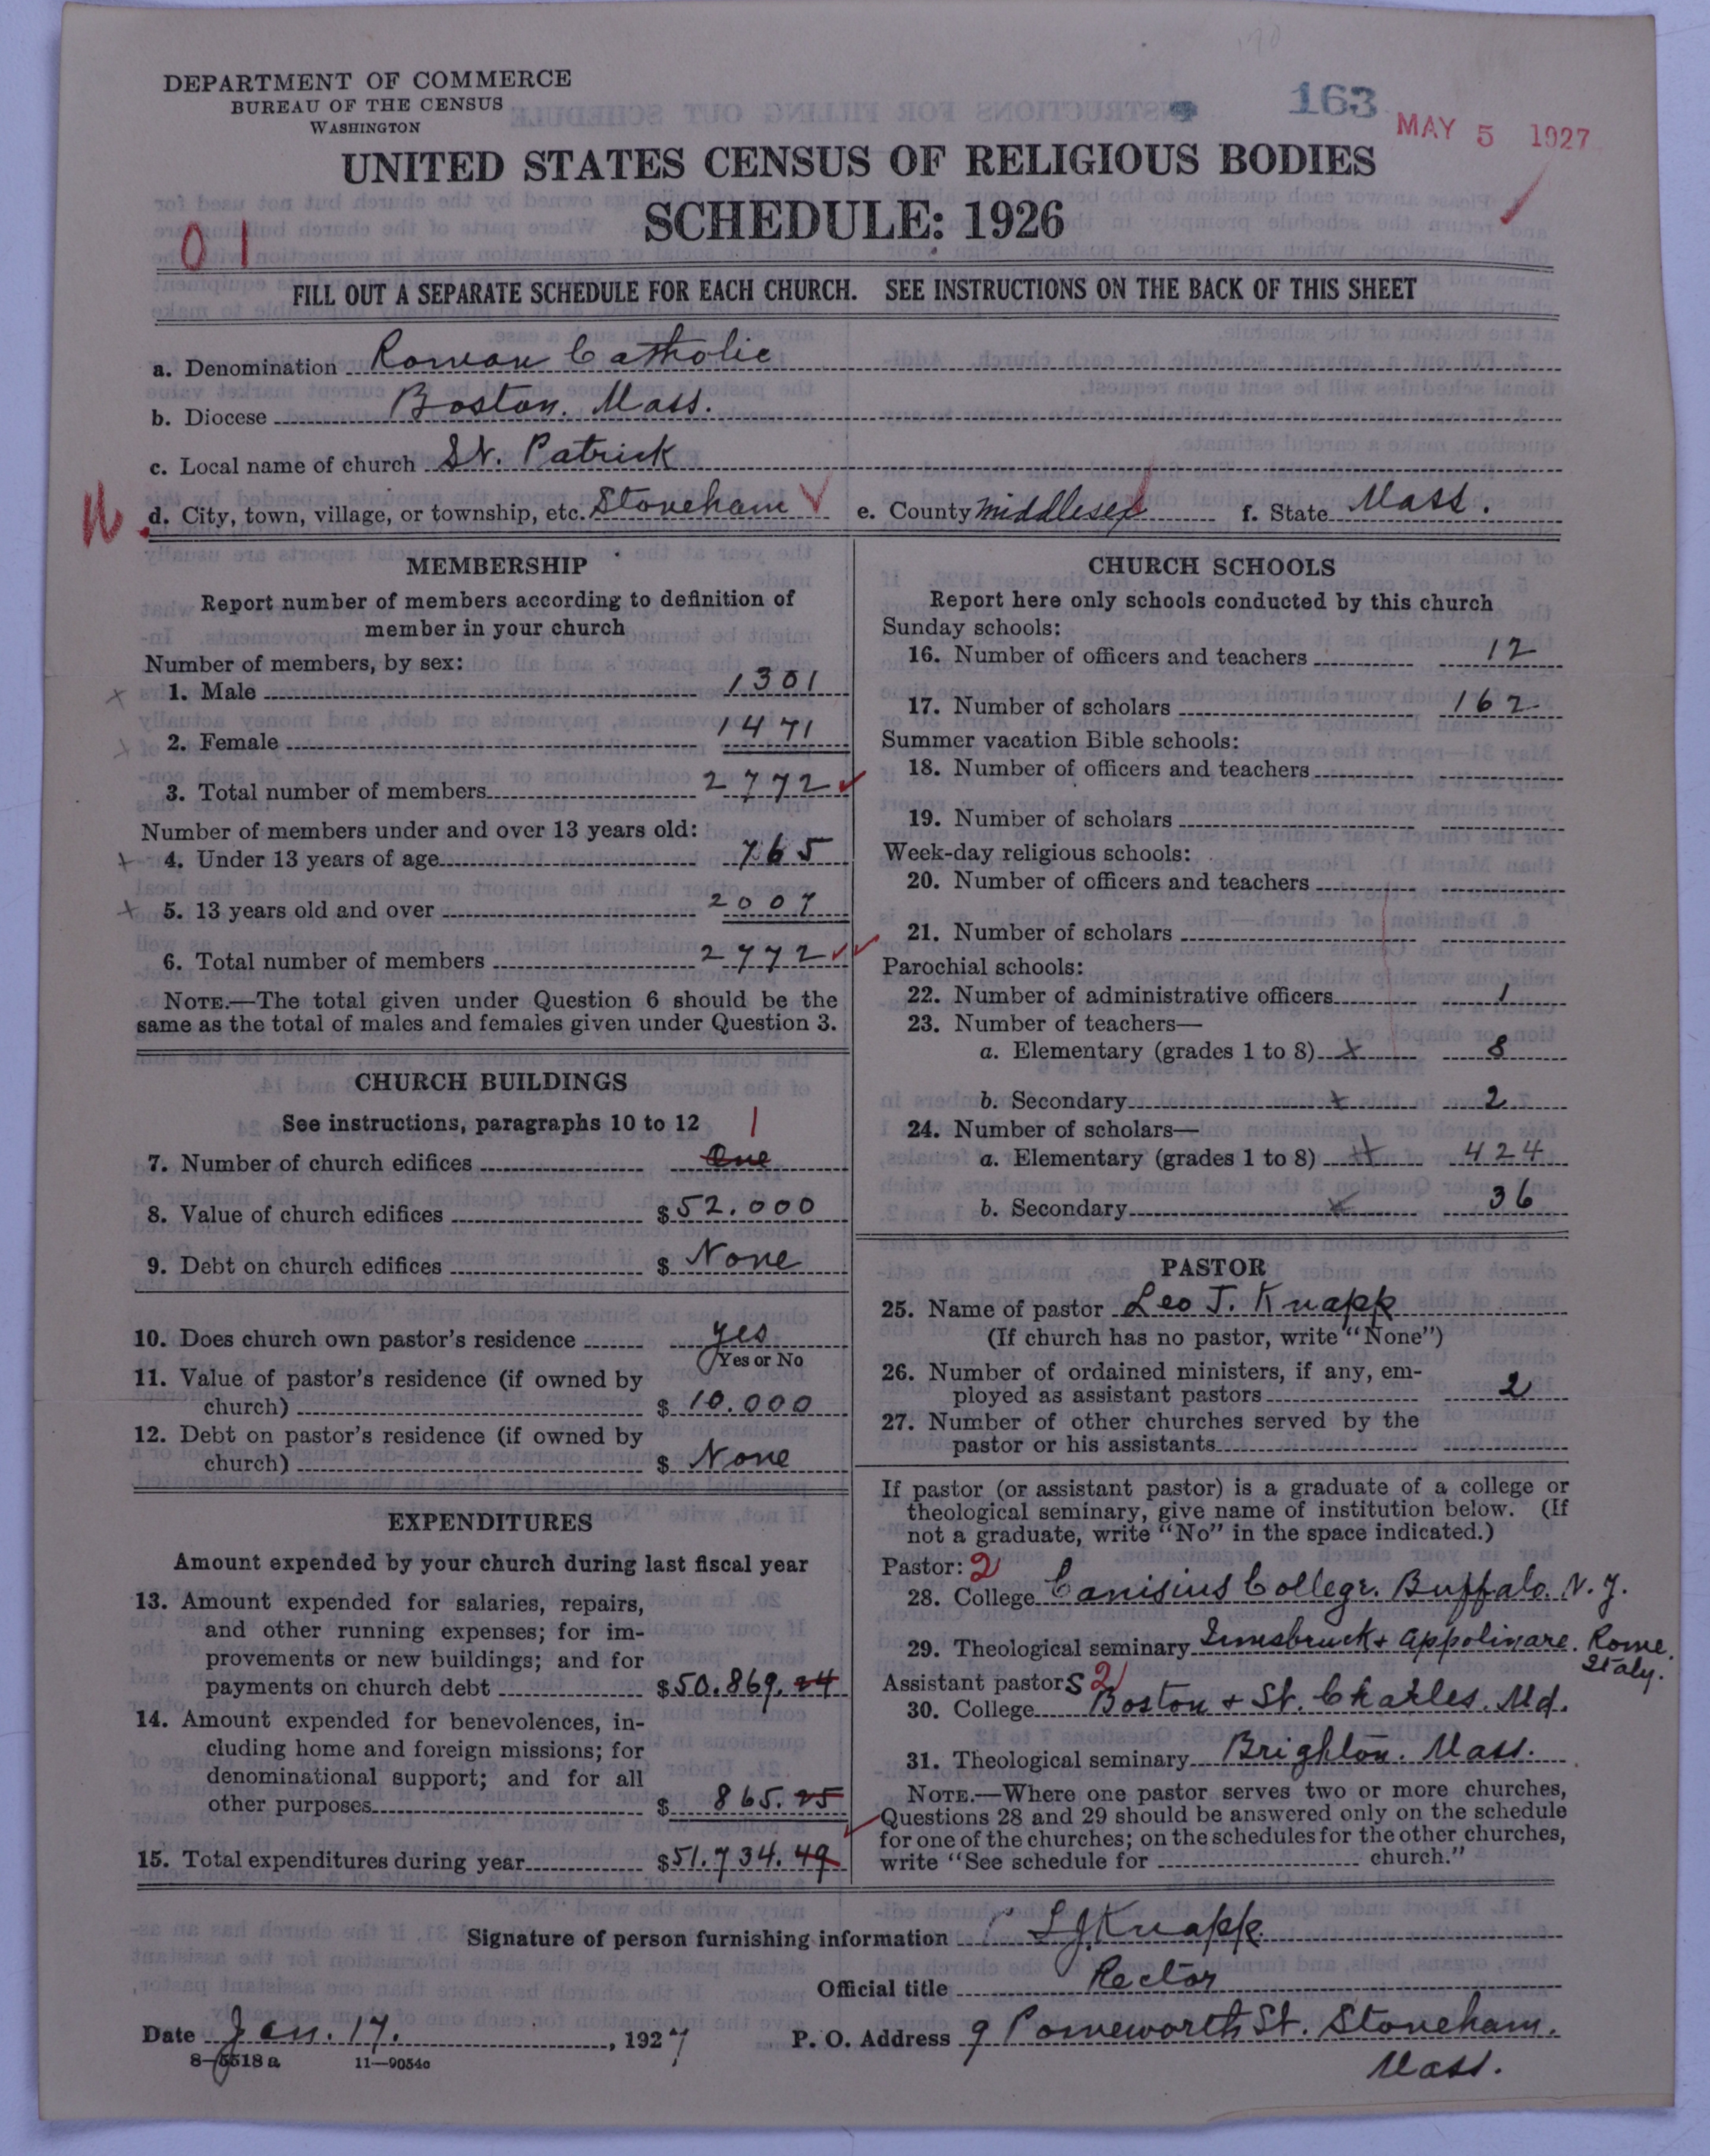 DEPARTMENT OF COMMERCE
BUREAU OF THE CENSUS
WASHINGTON
163
MAY 5 1927
UNITED STATES CENSUS OF RELIGIOUS BODIES
SCHEDULE: 1926
01
FILL OUT A SEPARATE SCHEDULE FOR EACH CHURCH. SEE INSTRUCTIONS ON THE BACK OF THIS SHEET
a. Denomination Roman Catholic
b. Diocese Boston. Mass.
c. Local name of church St. Patrick
d. City, town, village, or township, etc. Stoneham e. County Middlesex f. State Mass.
MEMBERSHIP
Report number of members according to definition of
member in your church
Number of members, by sex:
1. Male 1301
2. Female 1471
3. Total number of members 2772
Number of members under and over 13 years old:
4. Under 13 years of age 765
5. 13 years old and over 2007
6. Total number of members 2772
NOTE.—The total given under Question 6 should be the
same as the total of males and females given under Question 3.
CHURCH BUILDINGS
See instructions, paragraphs 10 to 12
1
7. Number of church edifices One
8. Value of church edifices $52.000
9. Debt on church edifices $ None
10. Does church own pastor's residence yes
Yes or No
11. Value of pastor's residence (if owned by
church) $ 10.000
12. Debt on pastor's residence (if owned by
church) $ None
EXPENDITURES
Amount expended by your church during last fiscal year
13. Amount expended for salaries, repairs,
and other running expenses; for im-
provements or new buildings; and for
payments on church debt $50.869.24
14. Amount expended for benevolences, in-
cluding home and foreign missions; for
denominational support; and for all
other purposes $ 865.25
15. Total expenditures during year $51.734.49
CHURCH SCHOOLS
Report here only schools conducted by this church
Sunday schools:
16. Number of officers and teachers 12
17. Number of scholars 162
Summer vacation Bible schools:
18. Number of officers and teachers
19. Number of scholars
Week-day religious schools:
20. Number of officers and teachers
21. Number of scholars
Parochial schools:
22. Number of administrative officers 1
23. Number of teachers—
a. Elementary (grades 1 to 8) 8
b. Secondary 2
24. Number of scholars—
a. Elementary (grades 1 to 8) 424
b. Secondary 36
PASTOR
25. Name of pastor Leo J. Knapp
(If church has no pastor, write "None")
26. Number of ordained ministers, if any, em-
ployed as assistant pastors 2
27. Number of other churches served by the
pastor or his assistants
If pastor (or assistant pastor) is a graduate of a college or
theological seminary, give name of institution below. (If
not a graduate, write "No" in the space indicated.)
Pastor: 2
28. College Canisius College. Buffalo. N.Y.
29. Theological seminary Innsbruck + Appolinare. Rome.
Italy.
Assistant pastors 2
30. College Boston + St. Charles. Md.
31. Theological seminary Brighton. Mass.
NOTE.—Where one pastor serves two or more churches,
Questions 28 and 29 should be answered only on the schedule
for one of the churches; on the schedules for the other churches,
write "See schedule for church."
Signature of person furnishing information L J Knapp.
Official title Rector
Date Jan. 17. , 1927 P. O. Address 9 Pomeworth St. Stoneham.
Mass.
8—5518 a 11—9054c